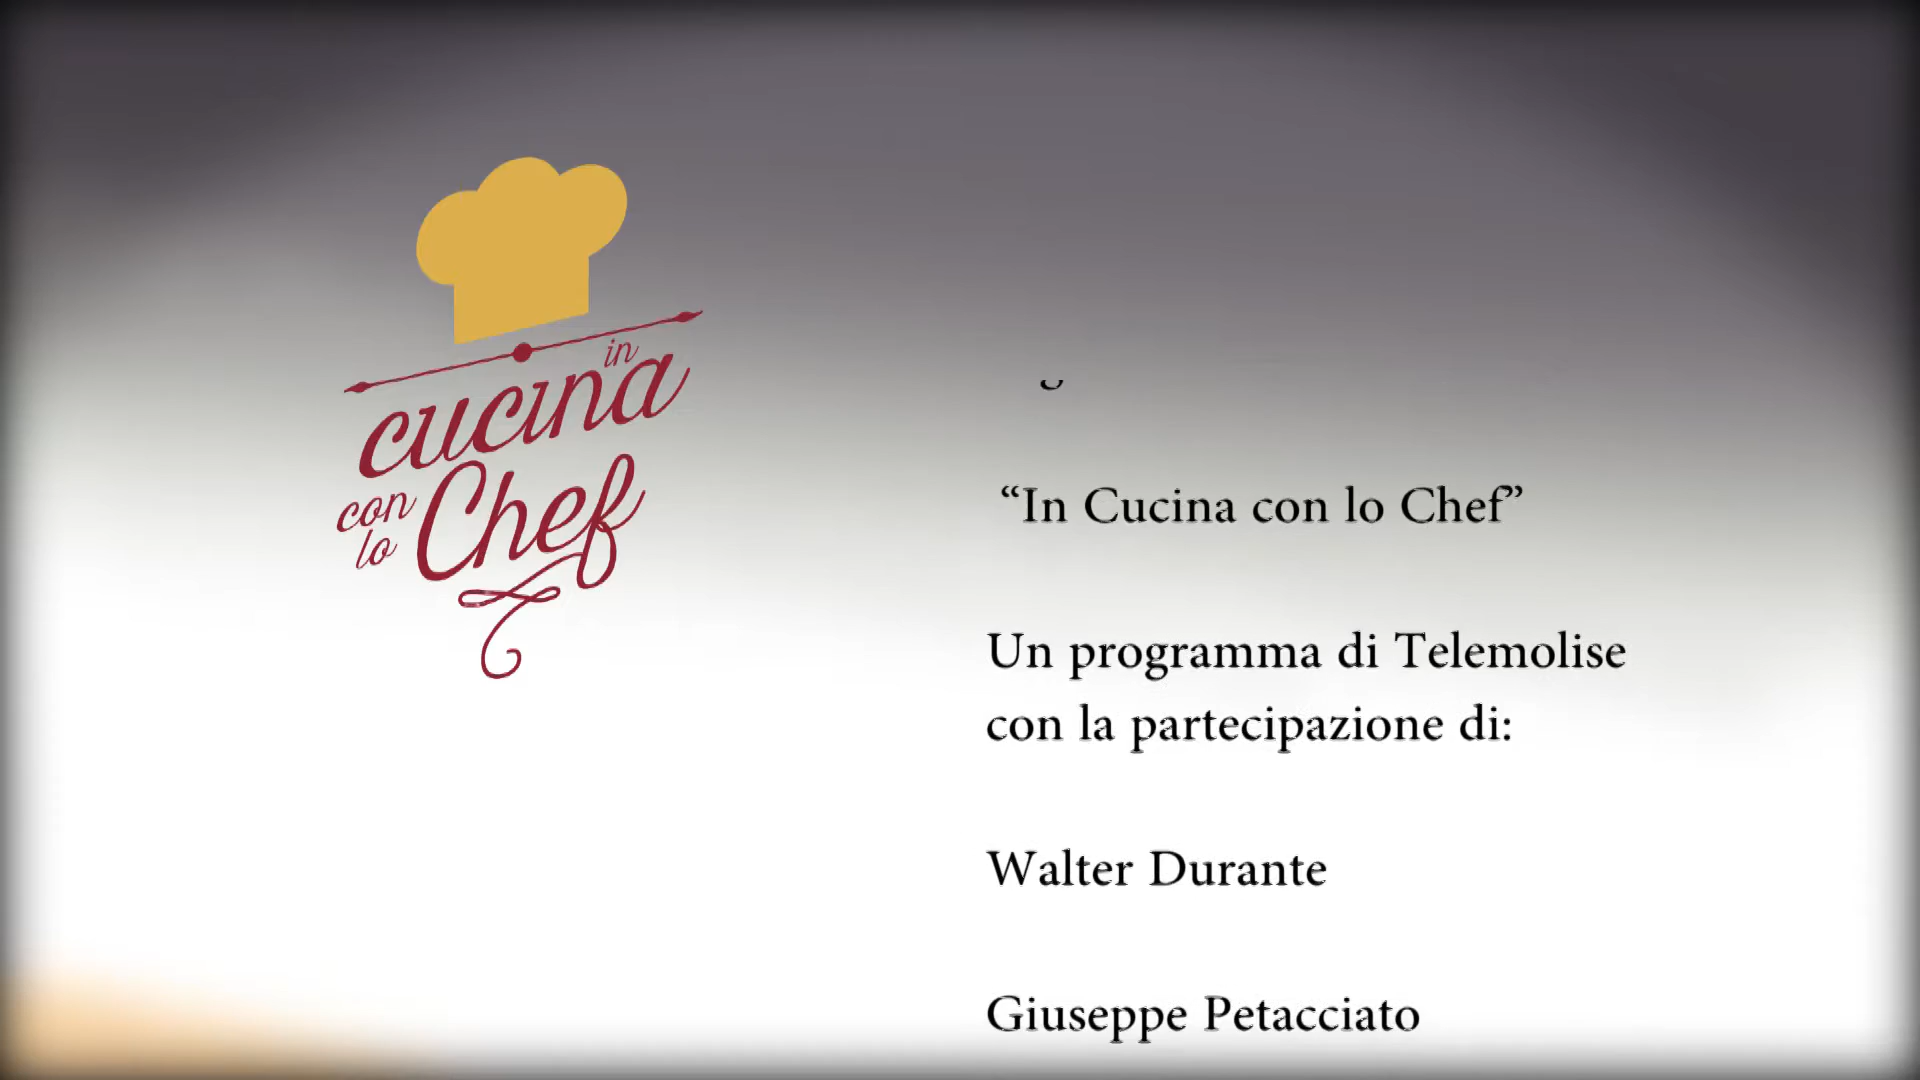 in
cucina
con
lo
Chef
“In Cucina con lo Chef”
Un programma di Telemolise
con la partecipazione di:
Walter Durante
Giuseppe Petacciato